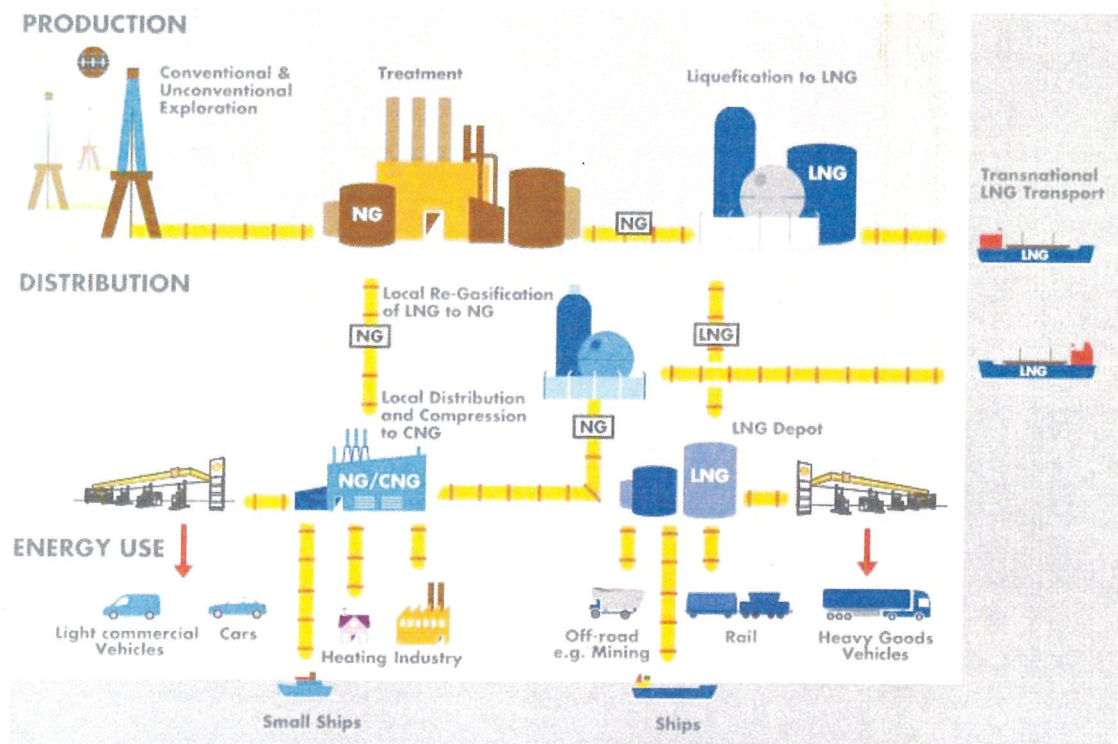 PRODUCTION
Conventional &
Unconventional
Exploration
Treatment
Liquefication to LNG
NG
LNG
NG
Transnational
LNG Transport
LNG
LNG
DISTRIBUTION
Local Re-Gasification
of LNG to NG
NG
LNG
Local Distribution
and Compression
to CNG
NG
LNG Depot
NG/CNG
LNG
ENERGY USE
Light commercial
Vehicles
Cars
Heating
Industry
Off-road
e.g. Mining
Rail
Heavy Goods
Vehicles
Small Ships
Ships